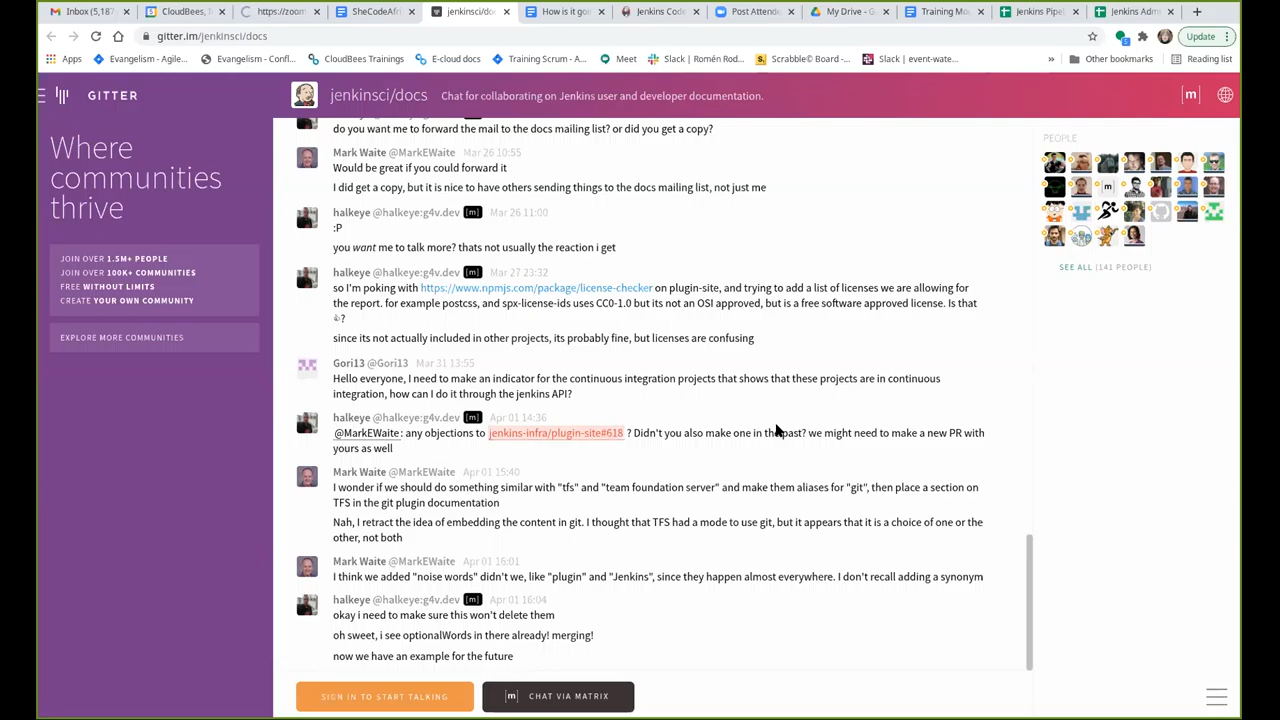 Inbox (5,187
CloudBees,
https://zoom
SheCodeAfri
jenkinsci/doc
How is it goi
Jenkins Code
Post Attende
My Drive - G
Training Mo
Jenkins Pipel
Jenkins Adm
gitter.im/jenkinsci/docs
Update
Apps
Evangelism - Agile...
Evangelism - Confl...
CloudBees Trainings
E-cloud docs
Training Scrum - A...
Meet
Slack | Romén Rod...
Scrabble© Board -...
Slack | event-wate...
»
Other bookmarks
Reading list
GITTER
jenkinsci/docs
Chat for collaborating on Jenkins user and developer documentation.
[m]
Where
communities
thrive
JOIN OVER 1.5M+ PEOPLE
JOIN OVER 100K+ COMMUNITIES
FREE WITHOUT LIMITS
CREATE YOUR OWN COMMUNITY
EXPLORE MORE COMMUNITIES
do you want me to forward the mail to the docs mailing list? or did you get a copy?
Mark Waite @MarkEWaite Mar 26 10:55
Would be great if you could forward it
I did get a copy, but it is nice to have others sending things to the docs mailing list, not just me
halkeye @halkeye:g4v.dev [m] Mar 26 11:00
:P
you want me to talk more? thats not usually the reaction i get
halkeye @halkeye:g4v.dev [m] Mar 27 23:32
so I'm poking with https://www.npmjs.com/package/license-checker on plugin-site, and trying to add a list of licenses we are allowing for
the report. for example postcss, and spx-license-ids uses CC0-1.0 but its not an OSI approved, but is a free software approved license. Is that
👍?
since its not actually included in other projects, its probably fine, but licenses are confusing
Gori13 @Gori13 Mar 31 13:55
Hello everyone, I need to make an indicator for the continuous integration projects that shows that these projects are in continuous
integration, how can I do it through the jenkins API?
halkeye @halkeye:g4v.dev [m] Apr 01 14:36
@MarkEWaite: any objections to jenkins-infra/plugin-site#618 ? Didn't you also make one in the past? we might need to make a new PR with
yours as well
Mark Waite @MarkEWaite Apr 01 15:40
I wonder if we should do something similar with "tfs" and "team foundation server" and make them aliases for "git", then place a section on
TFS in the git plugin documentation
Nah, I retract the idea of embedding the content in git. I thought that TFS had a mode to use git, but it appears that it is a choice of one or the
other, not both
Mark Waite @MarkEWaite Apr 01 16:01
I think we added "noise words" didn't we, like "plugin" and "Jenkins", since they happen almost everywhere. I don't recall adding a synonym
halkeye @halkeye:g4v.dev [m] Apr 01 16:04
okay i need to make sure this won't delete them
oh sweet, i see optionalWords in there already! merging!
now we have an example for the future
SIGN IN TO START TALKING
[m] CHAT VIA MATRIX
PEOPLE
SEE ALL (141 PEOPLE)